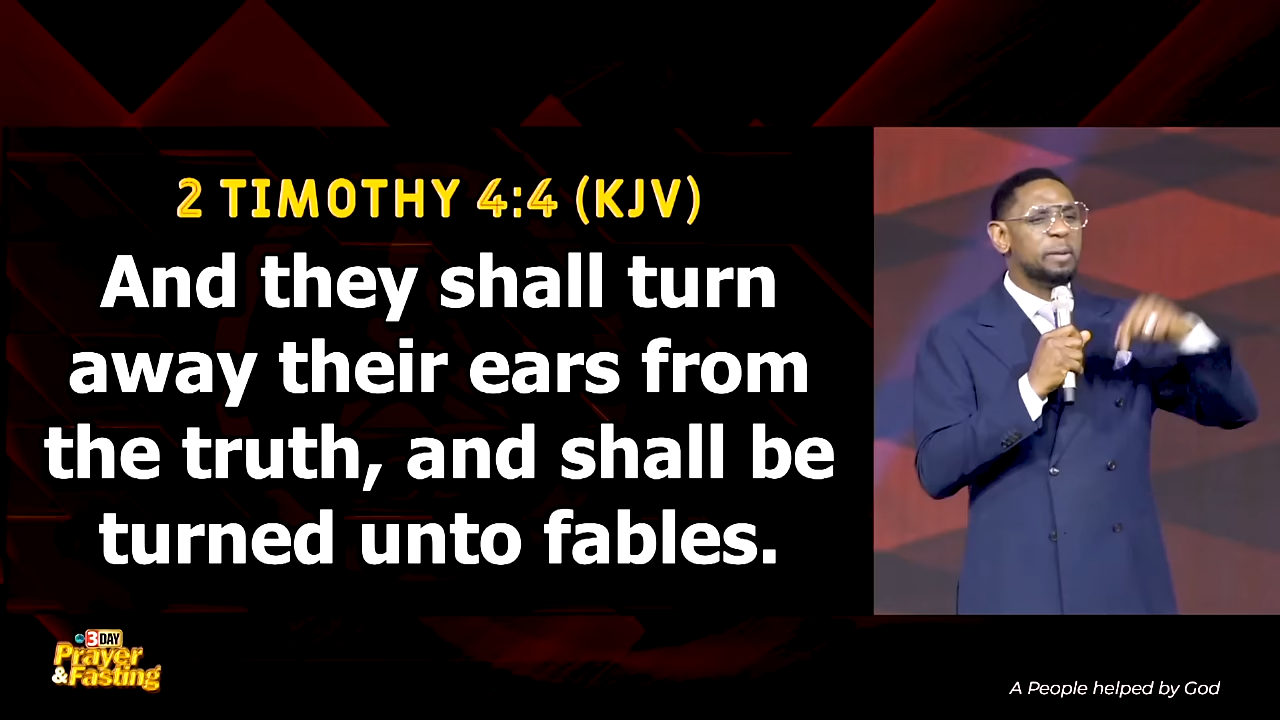 2 TIMOTHY 4:4 (KJV)
And they shall turn
away their ears from
the truth, and shall be
turned unto fables.
3 DAY
Prayer
& Fasting
A People helped by God